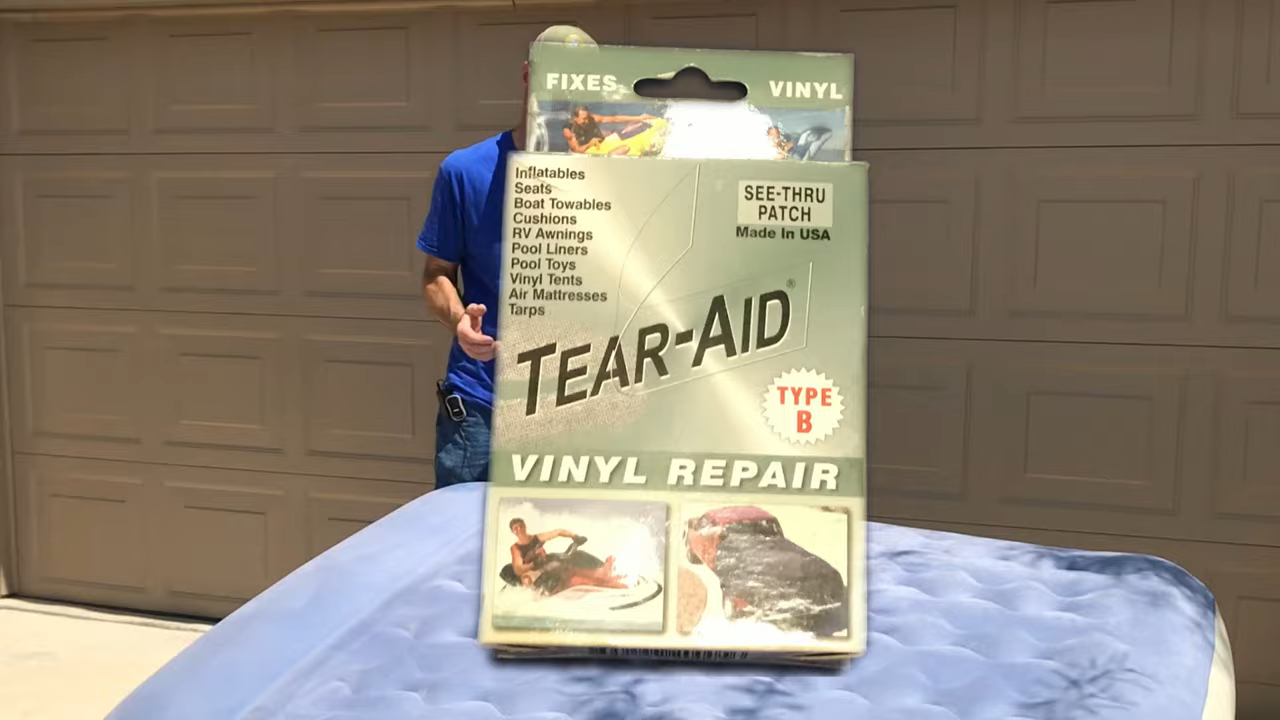 FIXES VINYL
Inflatables
Seats
Boat Towables
Cushions
RV Awnings
Pool Liners
Pool Toys
Vinyl Tents
Air Mattresses
Tarps
SEE-THRU
PATCH
Made In USA
TEAR-AID®
TYPE
B
VINYL REPAIR